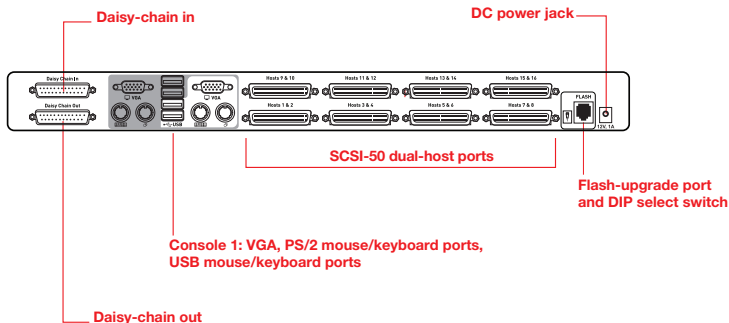 Daisy-chain in
DC power jack
Daisy Chain In
VGA
VGA
Hosts 9 & 10
Hosts 11 & 12
Hosts 13 & 14
Hosts 15 & 16
FLASH
Daisy Chain Out
Hosts 1 & 2
Hosts 3 & 4
Hosts 5 & 6
Hosts 7 & 8
USB
12V, 1A
SCSI-50 dual-host ports
Flash-upgrade port
and DIP select switch
Console 1: VGA, PS/2 mouse/keyboard ports,
USB mouse/keyboard ports
Daisy-chain out